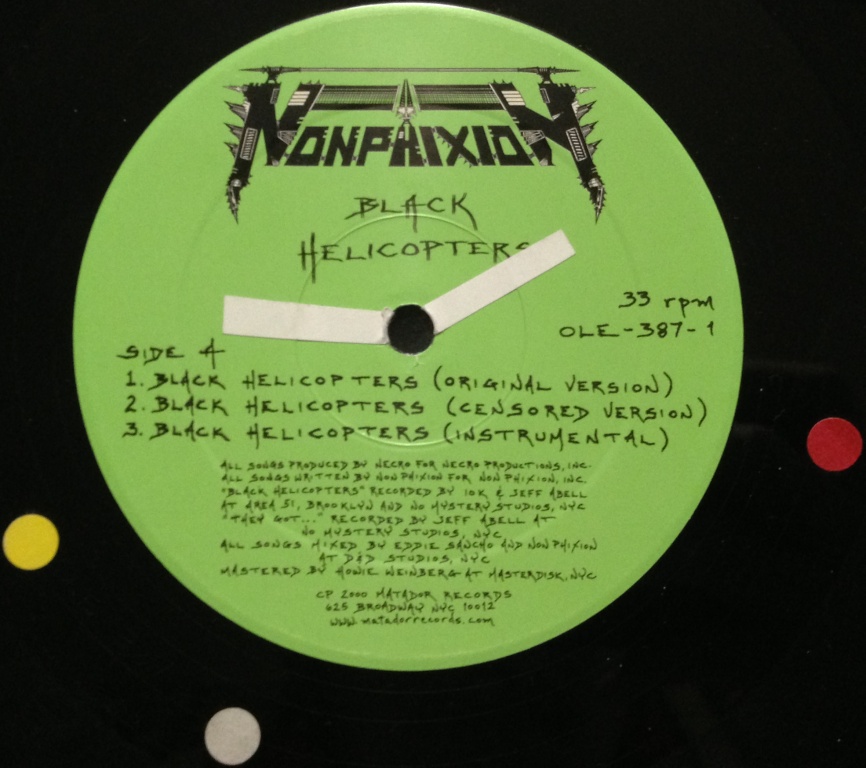 NONPHIXION
BLACK
HELICOPTERS
33 rpm
OLE-387-1
SIDE A
1. BLACK HELICOPTERS (ORIGINAL VERSION)
2. BLACK HELICOPTERS (CENSORED VERSION)
3. BLACK HELICOPTERS (INSTRUMENTAL)
ALL SONGS PRODUCED BY NECRO FOR NECRO PRODUCTIONS, INC.
ALL SONGS WRITTEN BY NON PHIXION FOR NON PHIXION, INC.
"BLACK HELICOPTERS" RECORDED BY 10K & JEFF ABELL
AT AREA 51, BROOKLYN AND NO MYSTERY STUDIOS, NYC
"THEY GOT..." RECORDED BY JEFF ABELL AT
NO MYSTERY STUDIOS, NYC
ALL SONGS MIXED BY EDDIE SANCHO AND NON PHIXION
AT D&D STUDIOS, NYC
MASTERED BY HOWIE WEINBERG AT MASTERDISK, NYC
CP 2000 MATADOR RECORDS
625 BROADWAY NYC 10012
www.matadorrecords.com